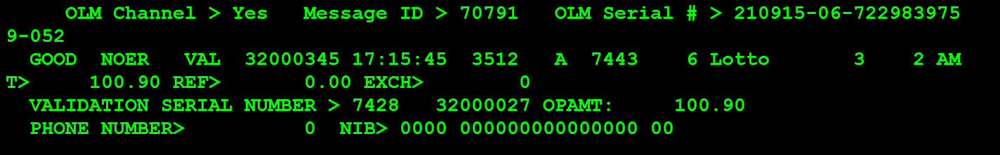 OLM Channel > Yes   Message ID > 70791   OLM Serial # > 210915-06-722983975
9-052
GOOD  NOER   VAL  32000345 17:15:45  3512   A  7443     6 Lotto       3    2 AM
T>     100.90 REF>       0.00 EXCH>        0
VALIDATION SERIAL NUMBER > 7428   32000027 OPAMT:     100.90
PHONE NUMBER>          0  NIB> 0000 000000000000000 00